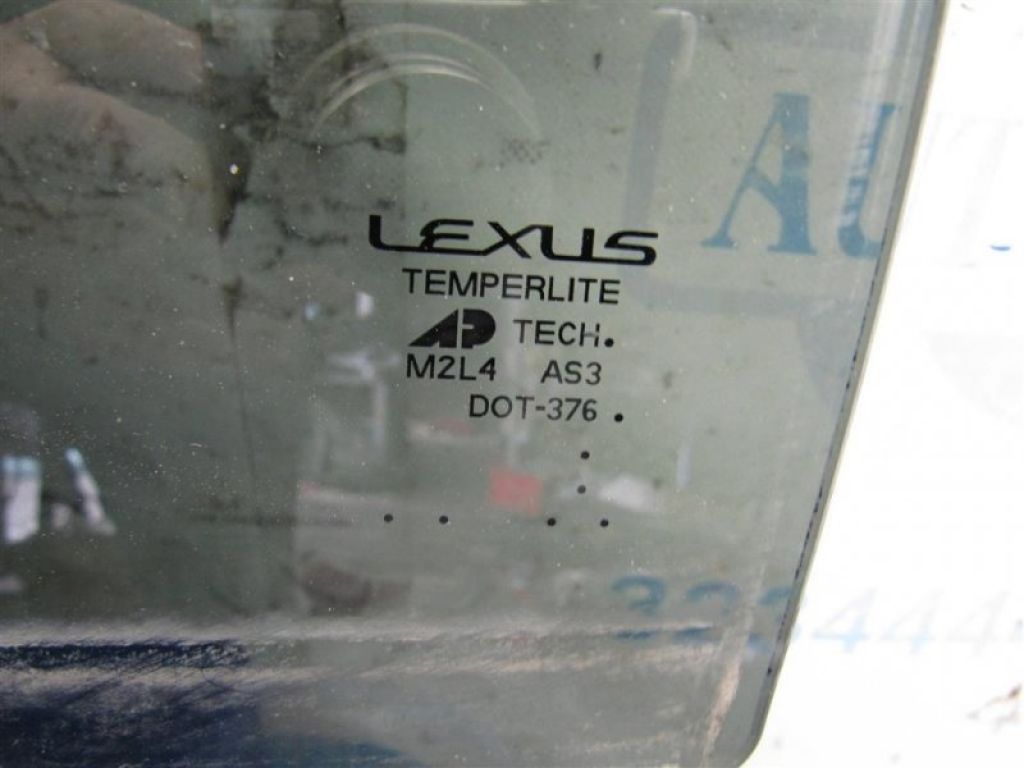 LEXUS
TEMPERLITE
AP TECH.
M2L4 AS3
DOT-376 .